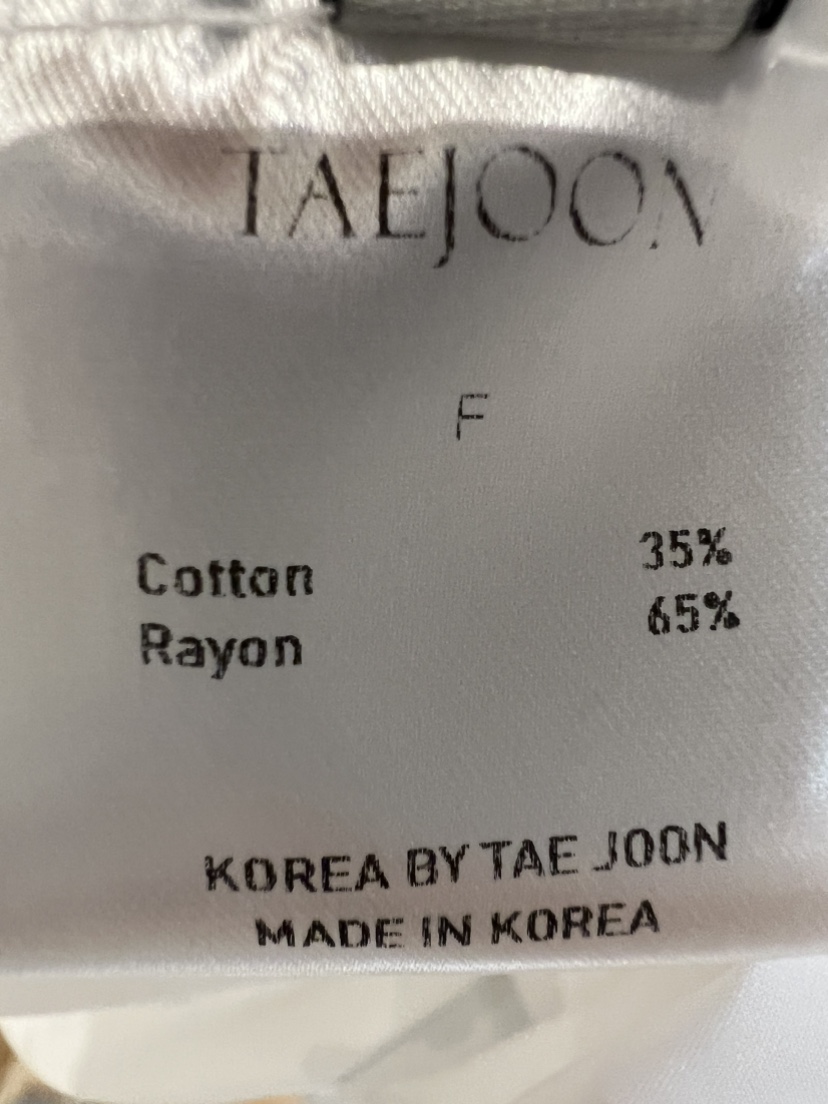 TAEJOON
F
Cotton 35%
Rayon 65%
KOREA BY TAE JOON
MADE IN KOREA